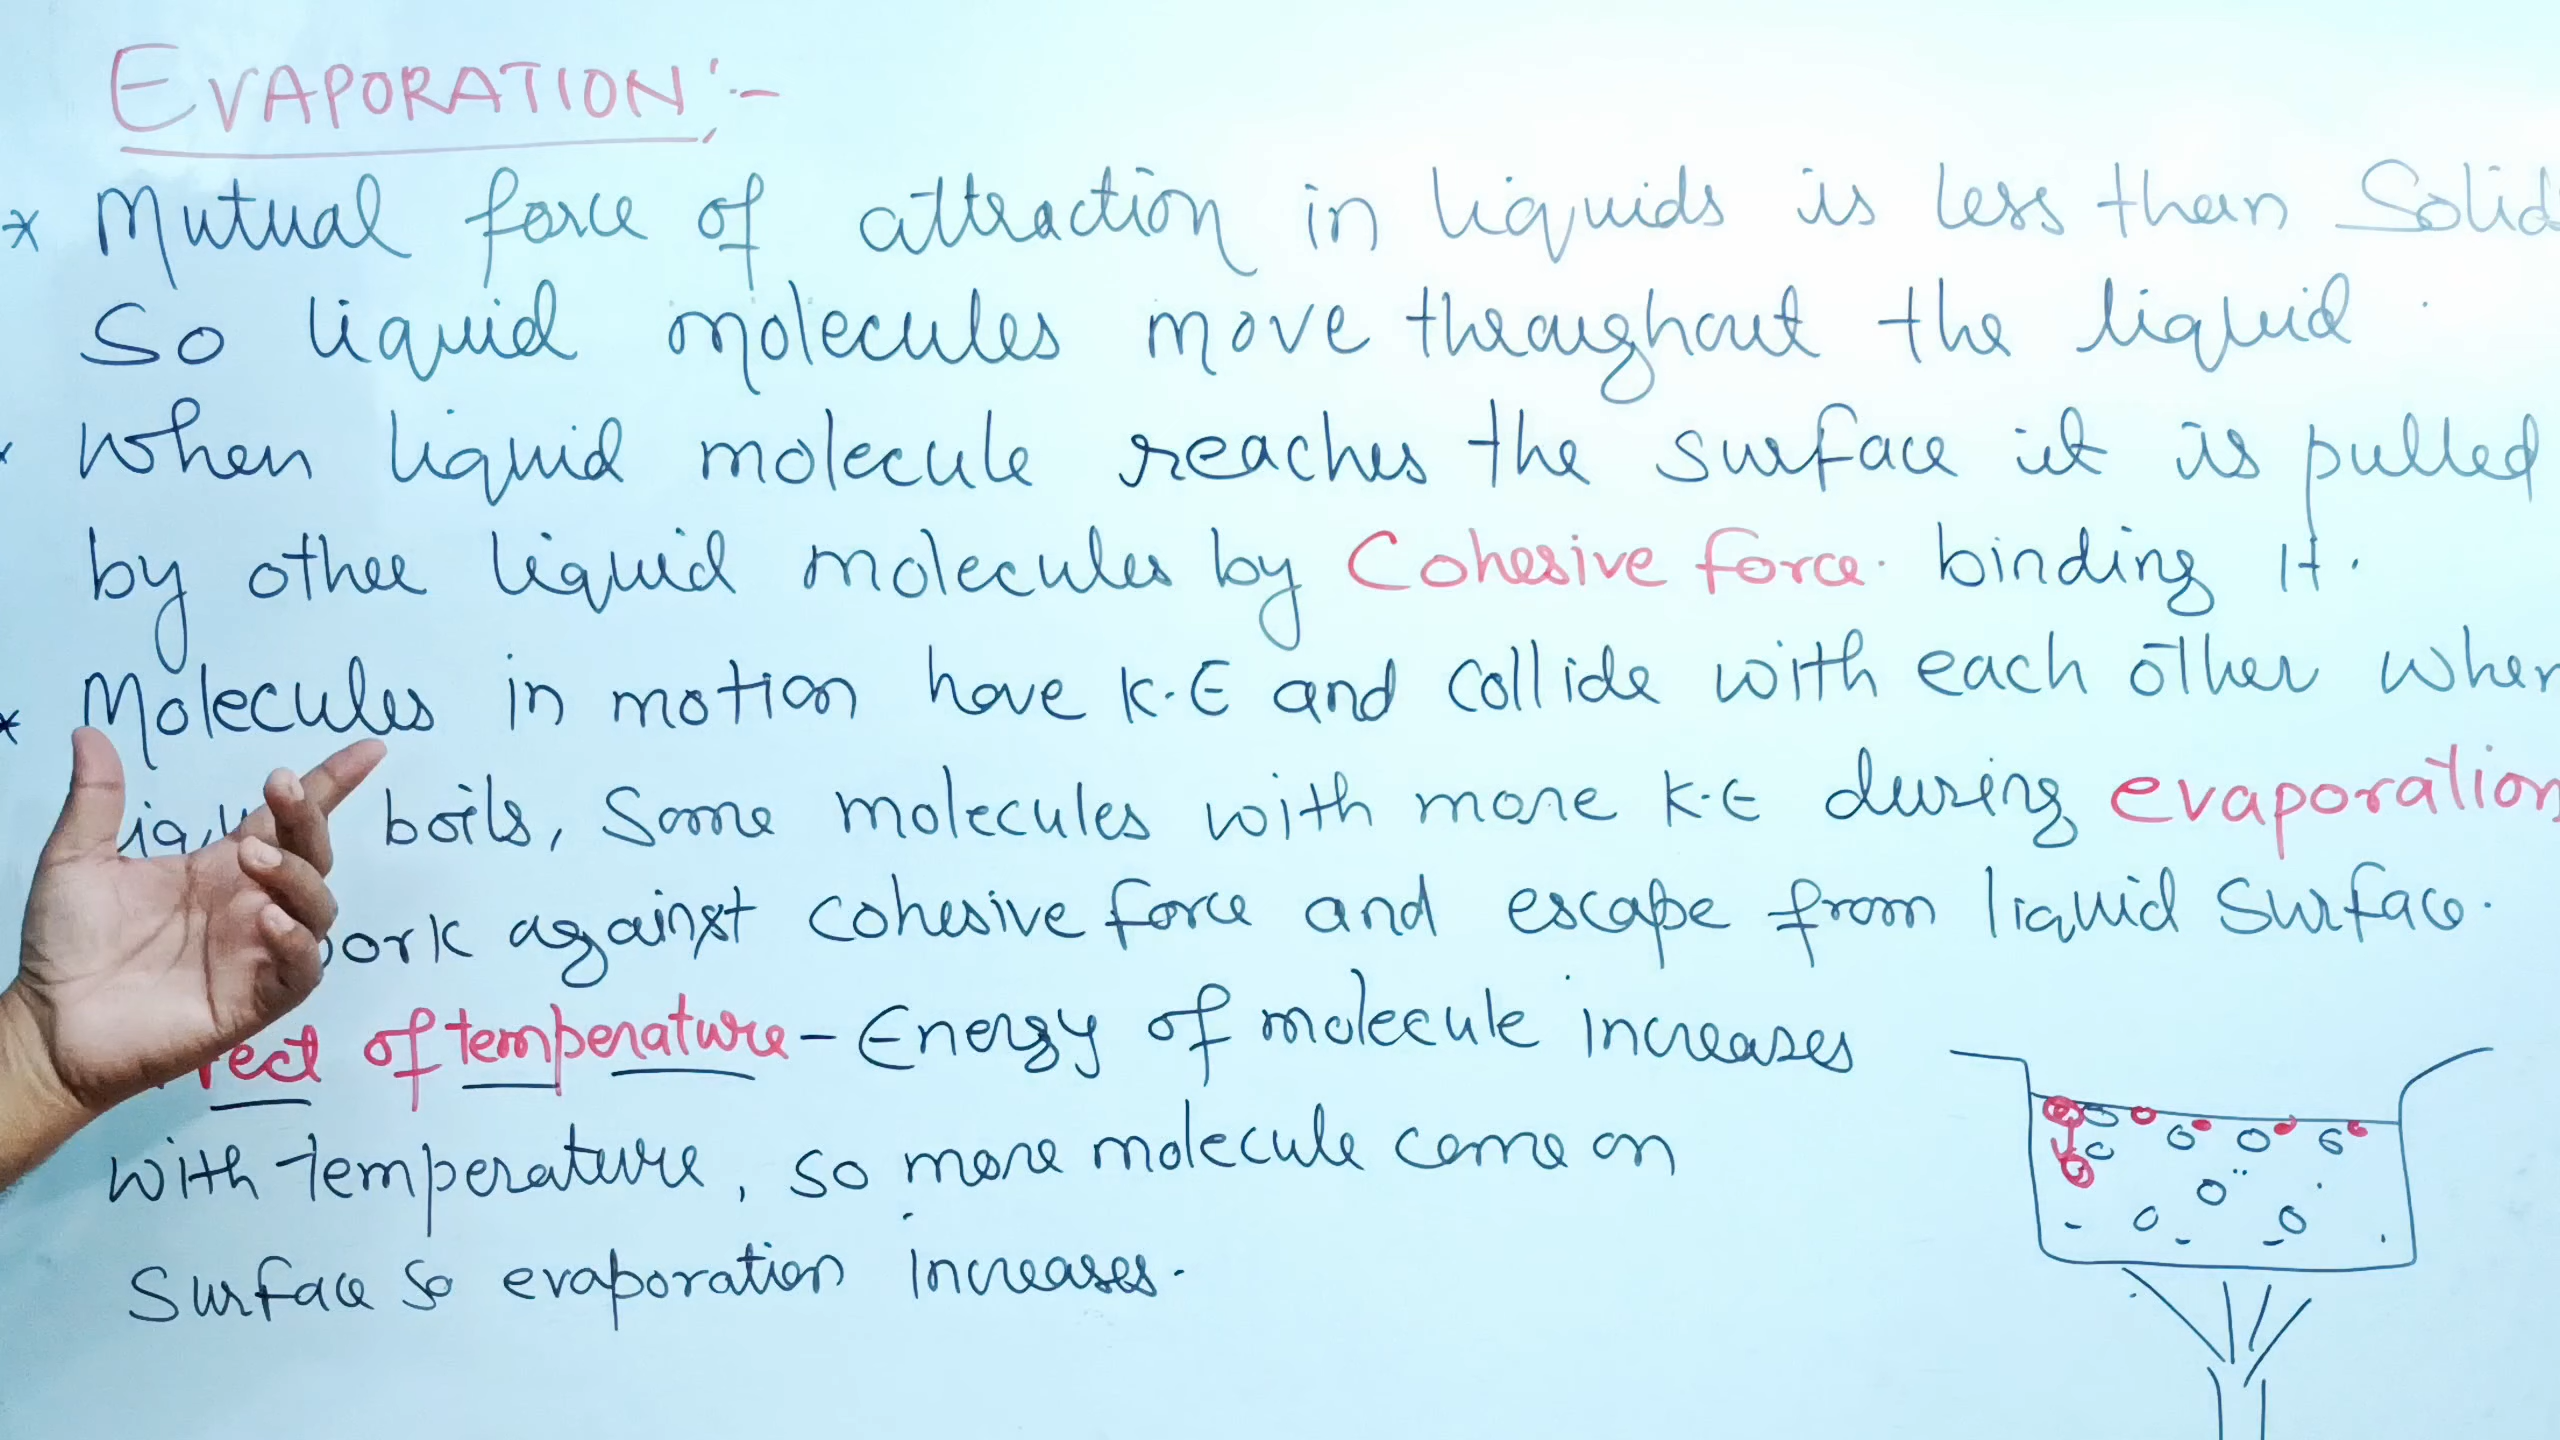 EVAPORATION:-
* Mutual force of attraction in liquids is less than Solid
So liquid molecules move throughout the liquid.
* When liquid molecule reaches the surface it is pulled
by other liquid molecules by Cohesive force. binding it.
* Molecules in motion have K.E and collide with each other when
boils, Some molecules with more K.E during evaporation
against cohesive force and escape from liquid surface.
of temperature - Energy of molecule increases
with temperature, so more molecule come on
Surface so evaporation increases.